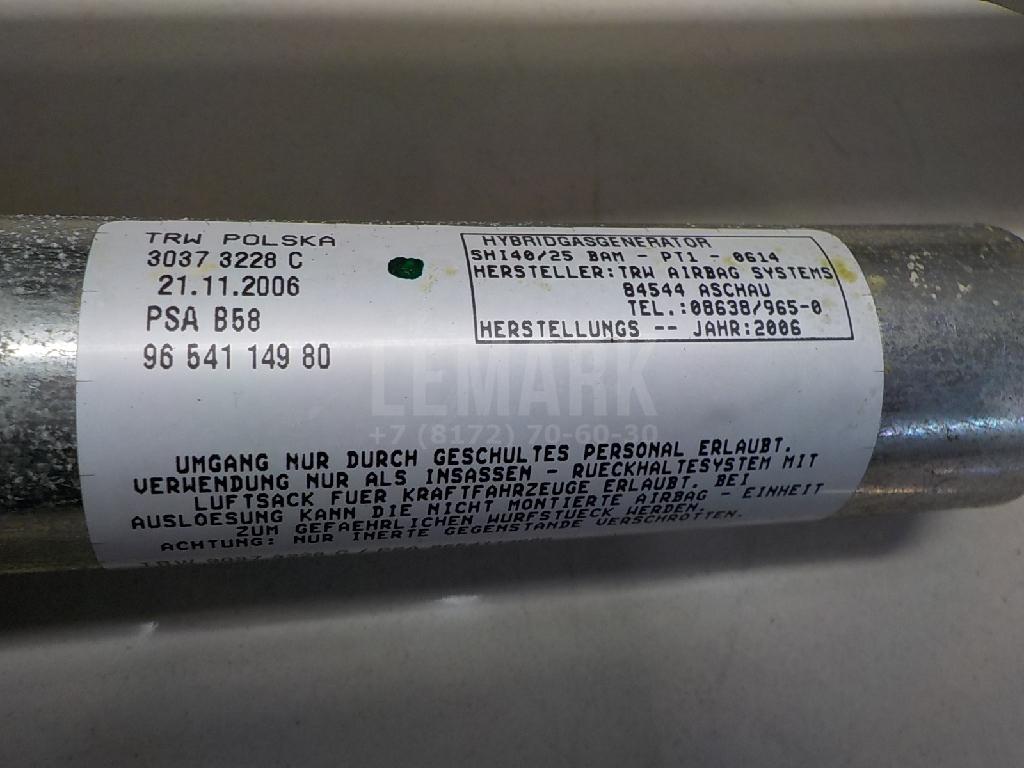 TRW POLSKA
3037 3228 C
21.11.2006
PSA B58
96 541 149 80
HYBRIDGASGENERATOR
SHI40/25 BAM - PT1 - 0614
HERSTELLER:TRW AIRBAG SYSTEMS
84544 ASCHAU
TEL.:08638/965-0
HERSTELLUNGS -- JAHR:2006
LEMARK
+7 (8172) 70-60-30
UMGANG NUR DURCH GESCHULTES PERSONAL ERLAUBT.
VERWENDUNG NUR ALS INSASSEN - RUECKHALTESYSTEM MIT
LUFTSACK FUER KRAFTFAHRZEUGE ERLAUBT. BEI
AUSLOESUNG KANN DIE NICHT MONTIERTE AIRBAG - EINHEIT
ZUM GEFAEHRLICHEN WURFSTUECK WERDEN.
ACHTUNG: NUR INERTE GEGENSTANDE VERSCHROTTEN.
TRW 3037 3228 C /